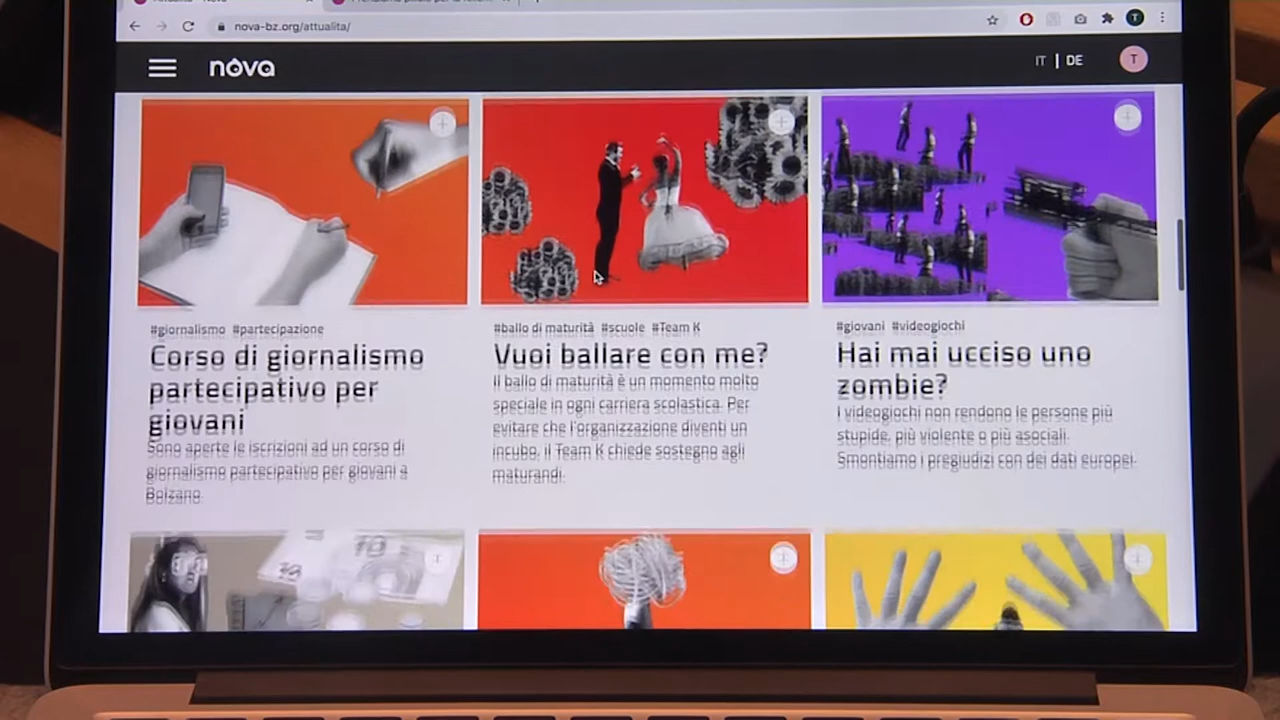 nova-bz.org/attualita/
nova
IT | DE
T
#giornalismo #partecipazione
Corso di giornalismo
partecipativo per
giovani
Sono aperte le iscrizioni ad un corso di
giornalismo partecipativo per giovani a
Bolzano.
#ballo di maturità #scuole #Team K
Vuoi ballare con me?
Il ballo di maturità è un momento molto
speciale in ogni carriera scolastica. Per
evitare che l'organizzazione diventi un
incubo, il Team K chiede sostegno agli
maturandi.
#giovani #videogiochi
Hai mai ucciso uno
zombie?
I videogiochi non rendono le persone più
stupide, più violente o più asociali.
Smontiamo i pregiudizi con dei dati europei.
10